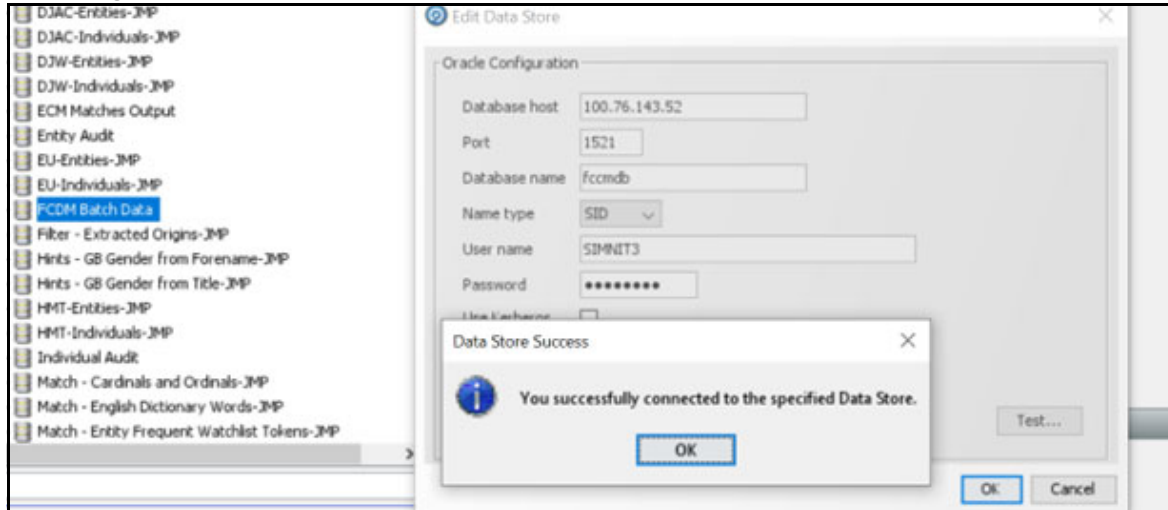 DJAC-Entities-JMP
DJAC-Individuals-JMP
DJW-Entities-JMP
DJW-Individuals-JMP
ECM Matches Output
Entity Audit
EU-Entities-JMP
EU-Individuals-JMP
FCDM Batch Data
Filter - Extracted Origins-JMP
Hints - GB Gender from Forename-JMP
Hints - GB Gender from Title-JMP
HMT-Entities-JMP
HMT-Individuals-JMP
Individual Audit
Match - Cardinals and Ordinals-JMP
Match - English Dictionary Words-JMP
Match - Entity Frequent Watchlist Tokens-JMP
Edit Data Store
Oracle Configuration
Database host 100.76.143.52
Port 1521
Database name fccmdb
Name type SID
User name SIMNIT3
Password ●●●●●●●●
Use Kerberos
Data Store Success
You successfully connected to the specified Data Store.
OK
Test...
OK Cancel